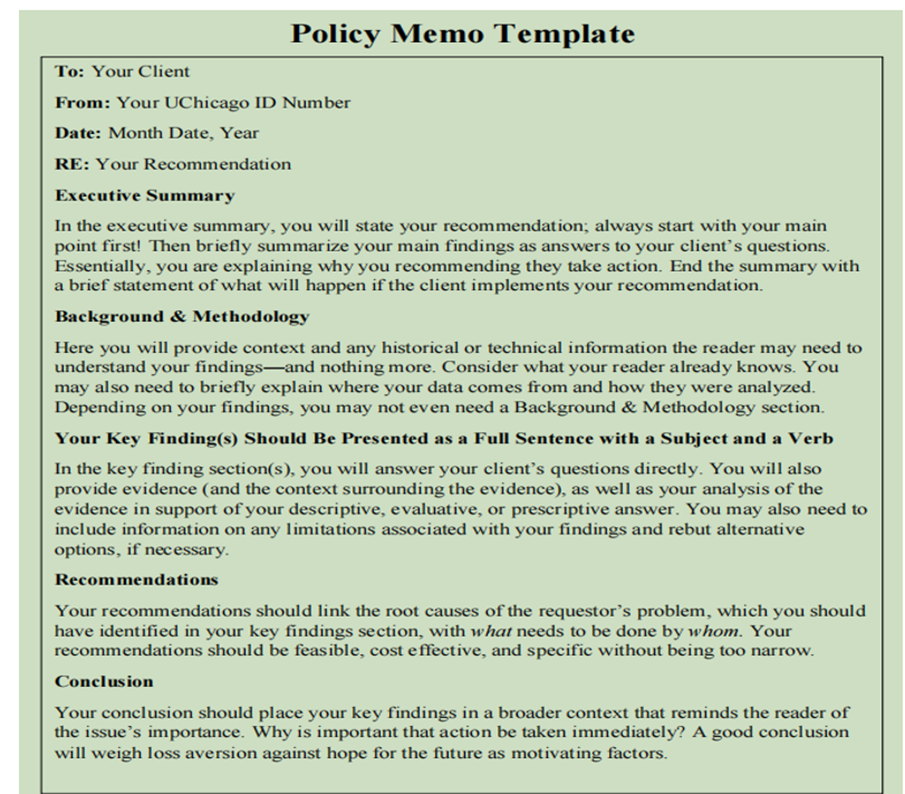 Policy Memo Template
To: Your Client
From: Your UChicago ID Number
Date: Month Date, Year
RE: Your Recommendation
Executive Summary
In the executive summary, you will state your recommendation; always start with your main
point first! Then briefly summarize your main findings as answers to your client's questions.
Essentially, you are explaining why you recommending they take action. End the summary with
a brief statement of what will happen if the client implements your recommendation.
Background & Methodology
Here you will provide context and any historical or technical information the reader may need to
understand your findings—and nothing more. Consider what your reader already knows. You
may also need to briefly explain where your data comes from and how they were analyzed.
Depending on your findings, you may not even need a Background & Methodology section.
Your Key Finding(s) Should Be Presented as a Full Sentence with a Subject and a Verb
In the key finding section(s), you will answer your client's questions directly. You will also
provide evidence (and the context surrounding the evidence), as well as your analysis of the
evidence in support of your descriptive, evaluative, or prescriptive answer. You may also need to
include information on any limitations associated with your findings and rebut alternative
options, if necessary.
Recommendations
Your recommendations should link the root causes of the requestor's problem, which you should
have identified in your key findings section, with what needs to be done by whom. Your
recommendations should be feasible, cost effective, and specific without being too narrow.
Conclusion
Your conclusion should place your key findings in a broader context that reminds the reader of
the issue's importance. Why is important that action be taken immediately? A good conclusion
will weigh loss aversion against hope for the future as motivating factors.